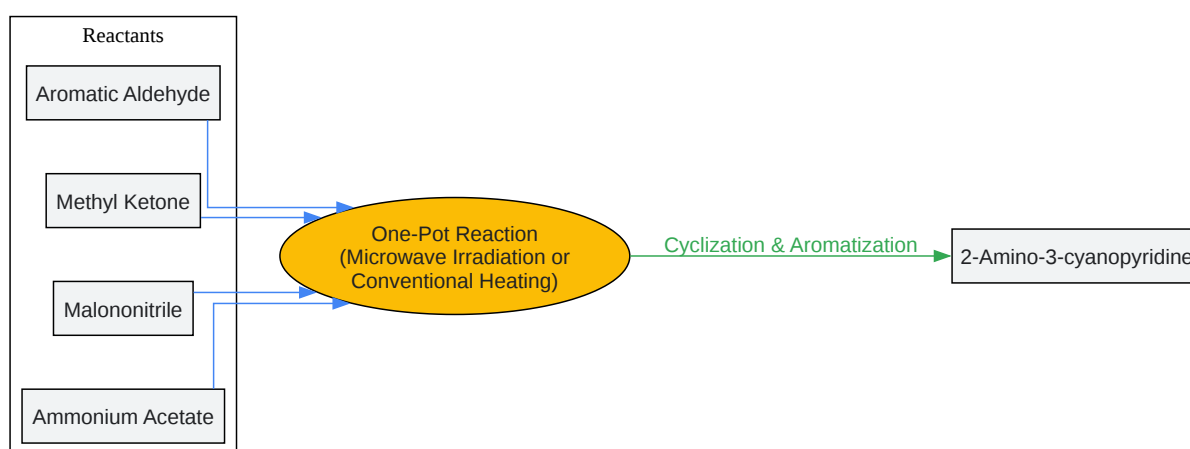 Reactants
Aromatic Aldehyde
Methyl Ketone
Malononitrile
Ammonium Acetate
One-Pot Reaction
(Microwave Irradiation or
Conventional Heating)
Cyclization & Aromatization
2-Amino-3-cyanopyridine